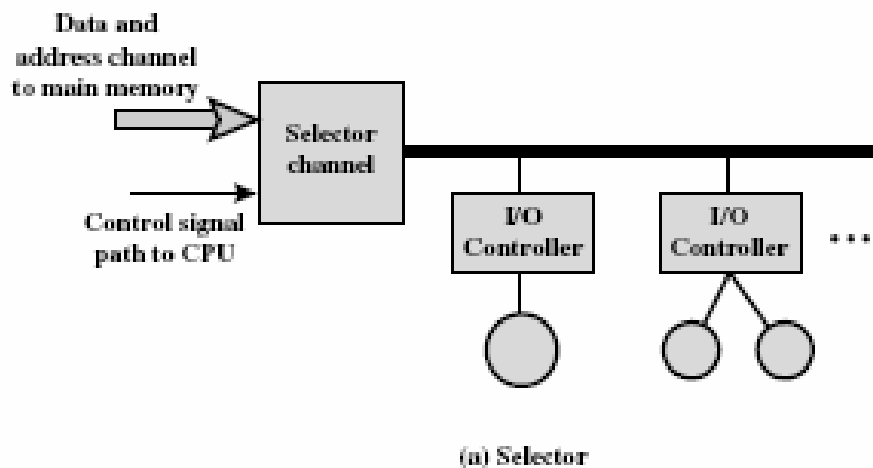 Data and
address channel
to main memory
Selector
channel
Control signal
path to CPU
I/O
Controller
I/O
Controller
...
(a) Selector